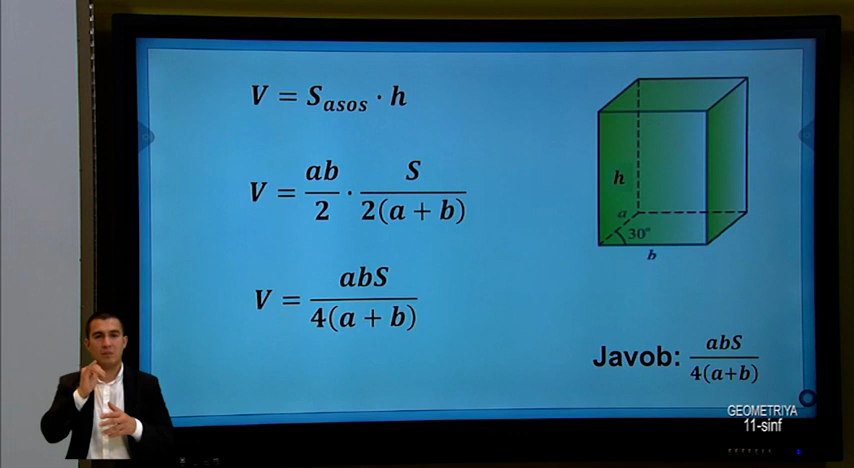 V = S_asos · h
V = ab/2 · S/2(a + b)
V = abS/4(a + b)
h
a
30°
b
Javob: abS/4(a+b)
GEOMETRIYA
11-sinf